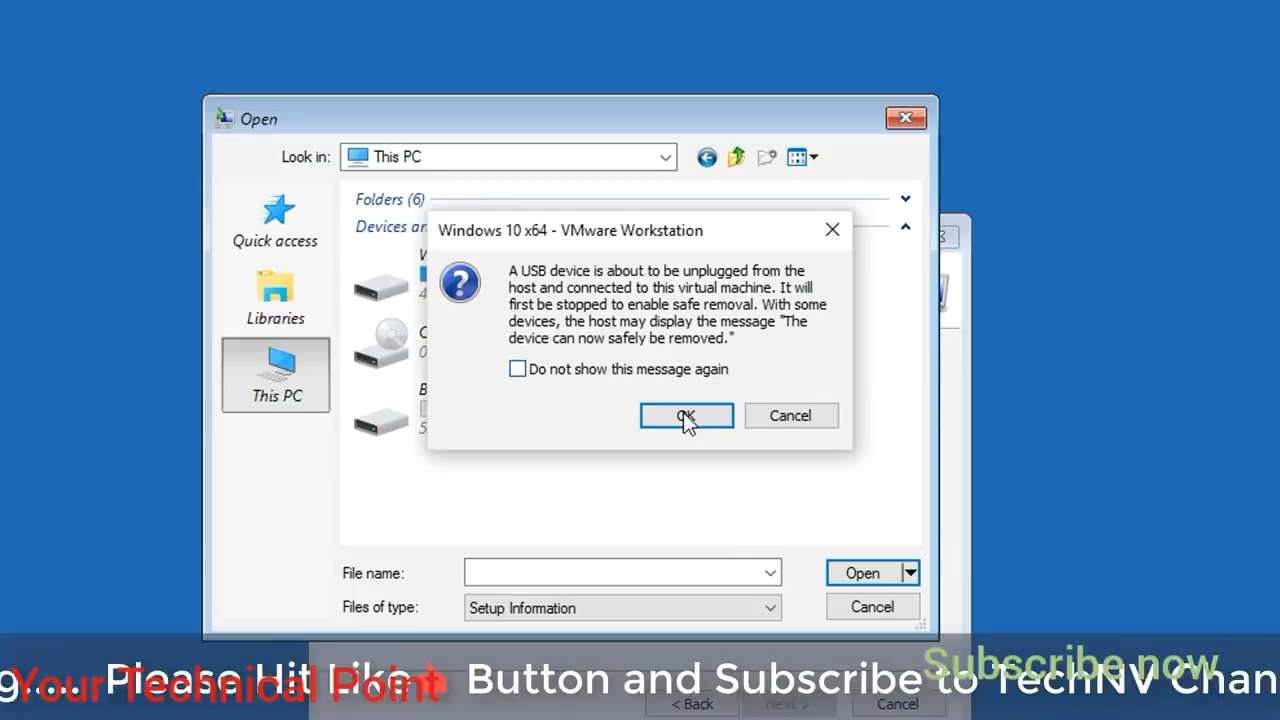 Open
Look in:
This PC
Folders (6)
Quick access
Devices
Windows 10 x64 - VMware Workstation
A USB device is about to be unplugged from the
host and connected to this virtual machine. It will
first be stopped to enable safe removal. With some
devices, the host may display the message "The
device can now safely be removed."
Do not show this message again
OK
Cancel
Libraries
This PC
File name:
Open
Files of type:
Setup Information
Cancel
g..... Please Hit Like Button and Subscribe to TechNV Chan
Your Technical Point
Subscribe now
< Back
Next >
Cancel